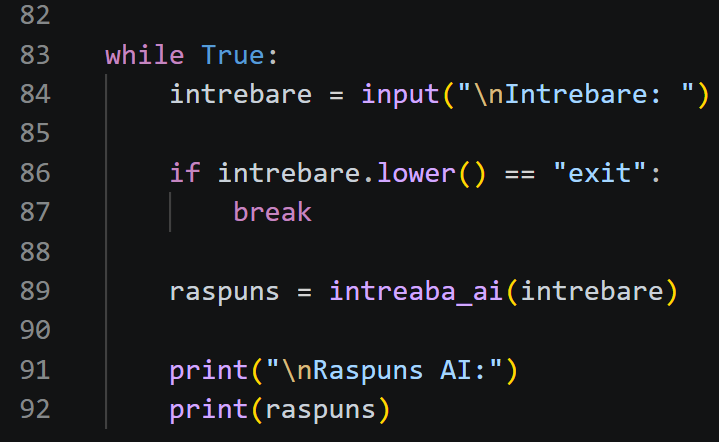 82
83 while True:
84     intrebare = input("\nIntrebare: ")
85
86     if intrebare.lower() == "exit":
87         break
88
89     raspuns = intreaba_ai(intrebare)
90
91     print("\nRaspuns AI:")
92     print(raspuns)